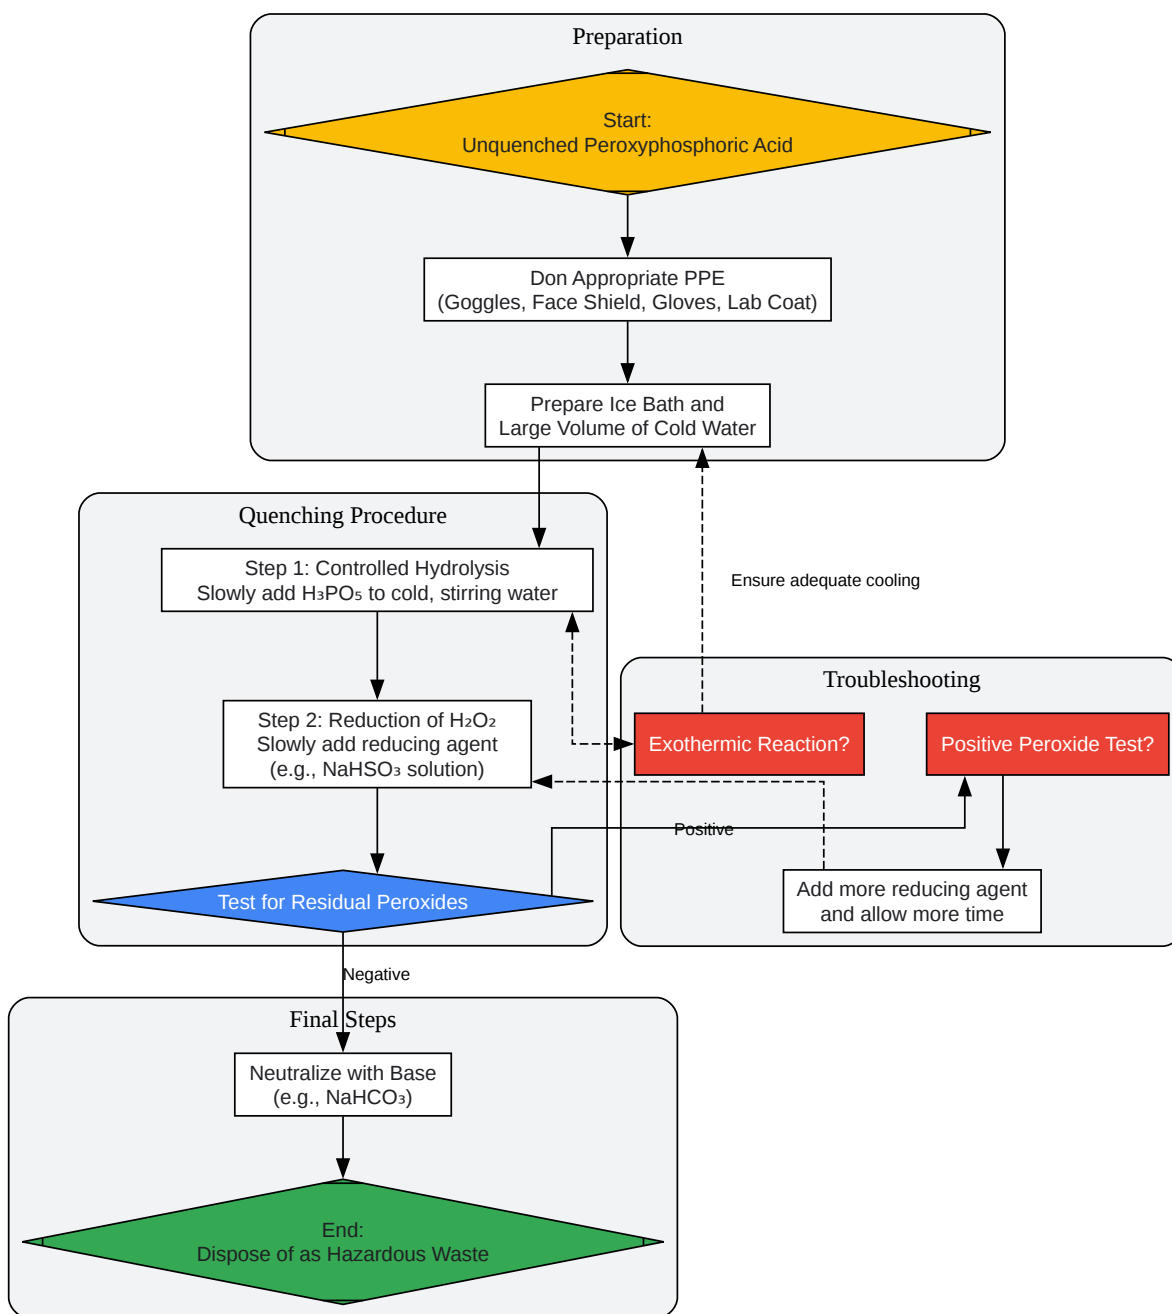 Preparation
Start:
Unquenched Peroxyphosphoric Acid
Don Appropriate PPE
(Goggles, Face Shield, Gloves, Lab Coat)
Prepare Ice Bath and
Large Volume of Cold Water
Quenching Procedure
Step 1: Controlled Hydrolysis
Slowly add H₃PO₅ to cold, stirring water
Ensure adequate cooling
Step 2: Reduction of H₂O₂
Slowly add reducing agent
(e.g., NaHSO₃ solution)
Troubleshooting
Exothermic Reaction?
Positive Peroxide Test?
Positive
Add more reducing agent
and allow more time
Test for Residual Peroxides
Negative
Final Steps
Neutralize with Base
(e.g., NaHCO₃)
End:
Dispose of as Hazardous Waste